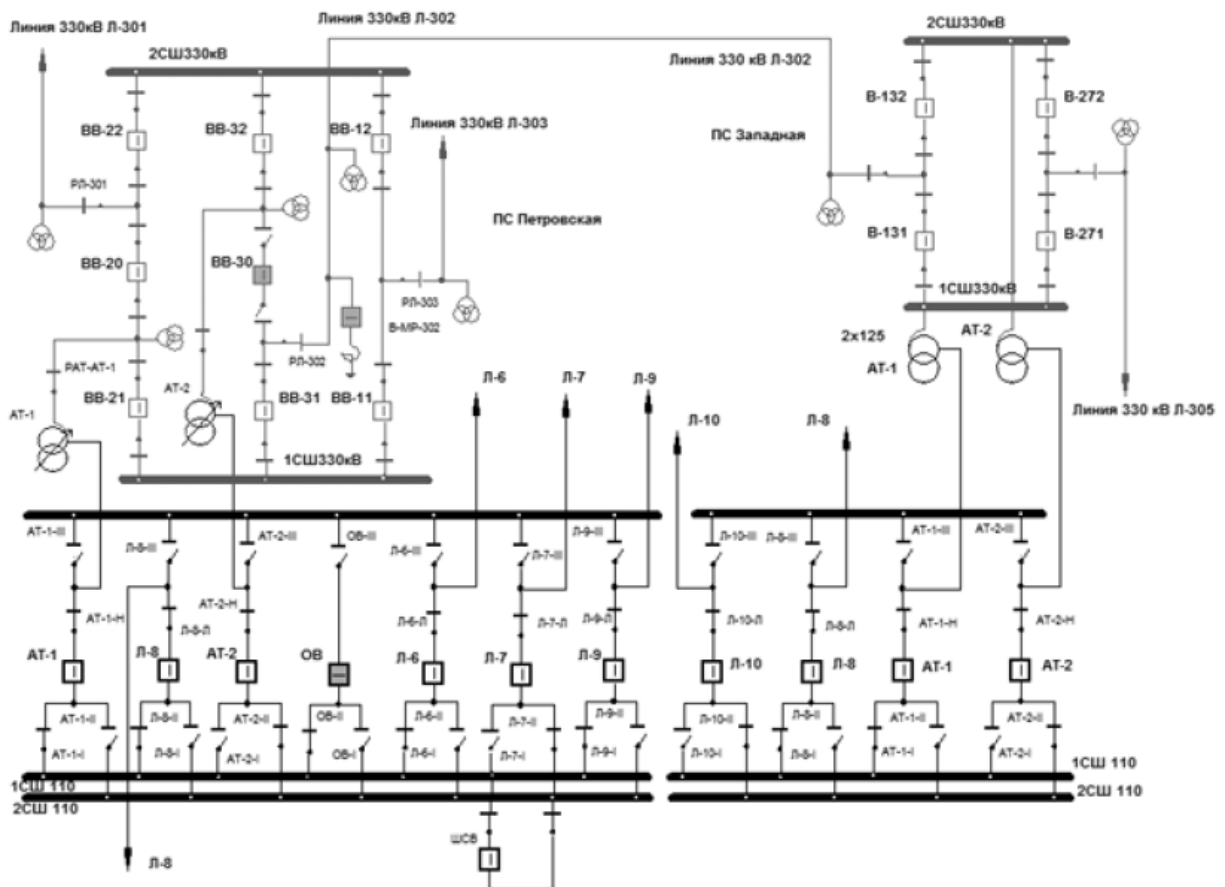 Линия 330кВ Л-301
Линия 330кВ Л-302
2СШ330кВ
2СШ330кВ
Линия 330 кВ Л-302
ВВ-22
ВВ-32
ВВ-12
Линия 330кВ Л-303
В-132
В-272
ПС Западная
РЛ-301
ПС Петровская
ВВ-20
ВВ-30
РЛ-303
В-МР-302
В-131
В-271
1СШ330кВ
РАТ-АТ-1
РЛ-302
2х125
АТ-1
АТ-2
АТ-1
АТ-2
ВВ-21
ВВ-31
ВВ-11
Л-6
Л-7
Л-9
Л-10
Л-8
Линия 330 кВ Л-305
1СШ330кВ
АТ-1-III
Л-8-III
АТ-2-III
ОВ-III
Л-6-III
Л-7-III
Л-9-III
Л-10-III
Л-8-III
АТ-1-III
АТ-2-III
АТ-1-Н
Л-8-Л
АТ-2-Н
Л-6-Л
Л-7-Л
Л-9-Л
Л-10-Л
Л-8-Л
АТ-1-Н
АТ-2-Н
АТ-1
Л-8
АТ-2
ОВ
Л-6
Л-7
Л-9
Л-10
Л-8
АТ-1
АТ-2
АТ-1-II
Л-8-II
АТ-2-II
ОВ-II
Л-6-II
Л-7-II
Л-9-II
Л-10-II
Л-8-II
АТ-1-II
АТ-2-II
АТ-1-I
Л-8-I
АТ-2-I
ОВ-I
Л-6-I
Л-7-I
Л-9-I
Л-10-I
Л-8-I
АТ-1-I
АТ-2-I
1СШ 110
1СШ 110
2СШ 110
2СШ 110
ШСВ
Л-8